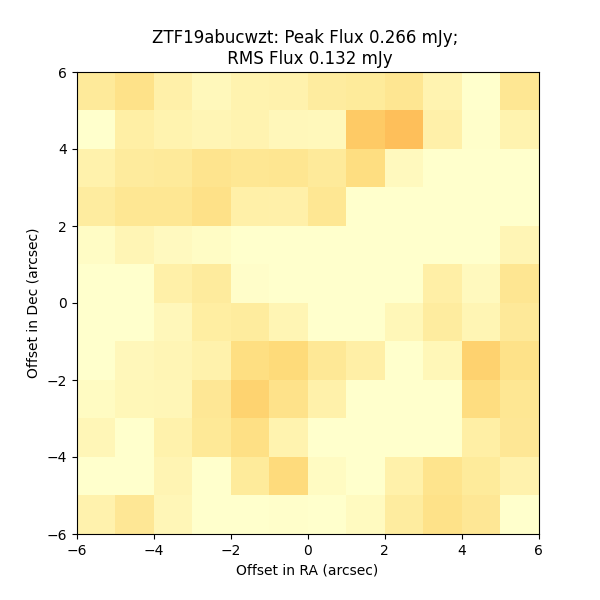 ZTF19abucwzt: Peak Flux 0.266 mJy;
RMS Flux 0.132 mJy
6
4
2
0
−2
−4
−6
Offset in Dec (arcsec)
−6 −4 −2 0 2 4 6
Offset in RA (arcsec)